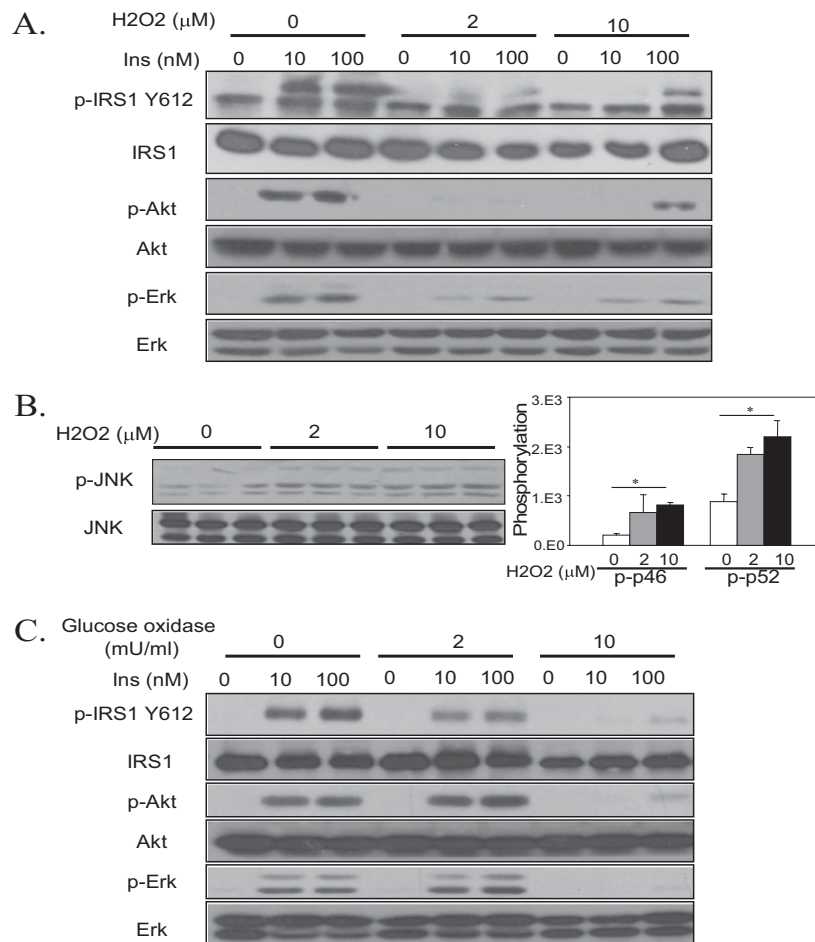 A.
H2O2 (μM) 0 2 10
Ins (nM) 0 10 100 0 10 100 0 10 100
p-IRS1 Y612
IRS1
p-Akt
Akt
p-Erk
Erk
B.
H2O2 (μM) 0 2 10
p-JNK
JNK
Phosphorylation
3.E3
2.E3
1.E3
0.E0
*
*
0 2 10 0 2 10
H2O2 (μM) p-p46 p-p52
C.
Glucose oxidase
(mU/ml) 0 2 10
Ins (nM) 0 10 100 0 10 100 0 10 100
p-IRS1 Y612
IRS1
p-Akt
Akt
p-Erk
Erk